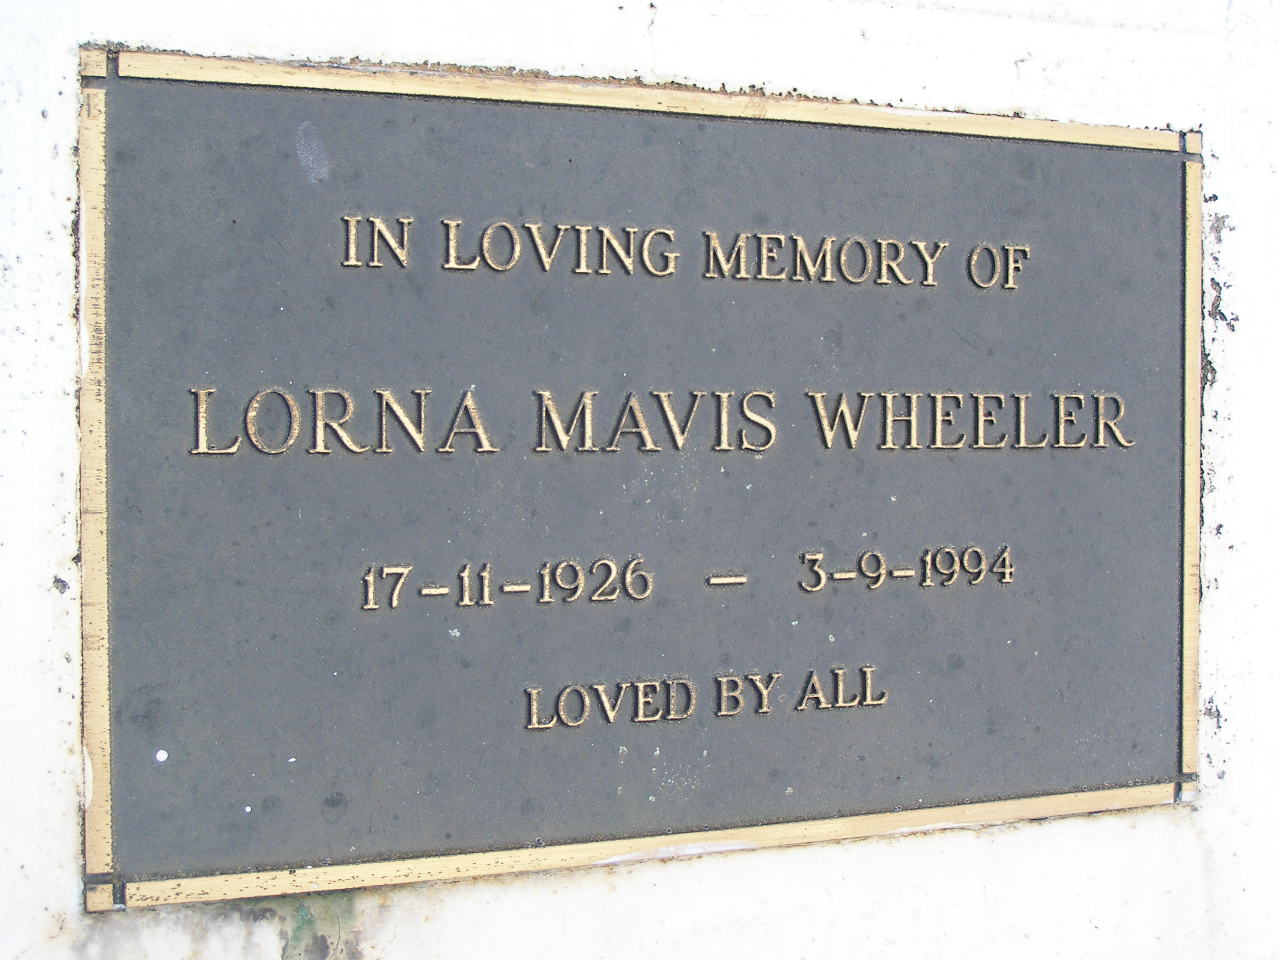 IN LOVING MEMORY OF
LORNA MAVIS WHEELER
17-11-1926 - 3-9-1994
LOVED BY ALL